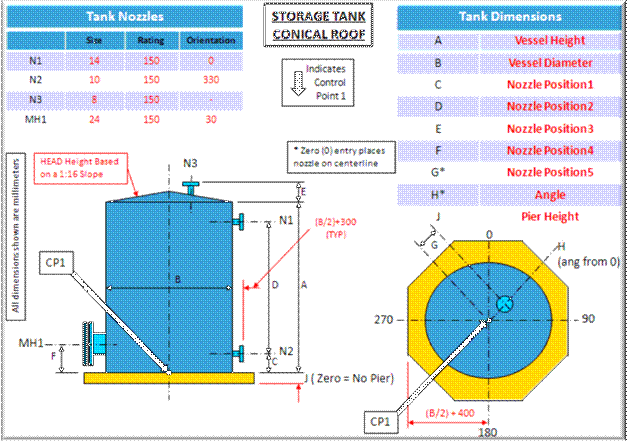 Tank Nozzles
Size Rating Orientation
N1 14 150 0
N2 10 150 330
N3 8 150 -
MH1 24 150 30
STORAGE TANK
CONICAL ROOF
Indicates
Control
Point 1
* Zero (0) entry places
nozzle on centerline
Tank Dimensions
A Vessel Height
B Vessel Diameter
C Nozzle Position1
D Nozzle Position2
E Nozzle Position3
F Nozzle Position4
G* Nozzle Position5
H* Angle
J Pier Height
All dimensions shown are millimeters
HEAD Height Based
on a 1:16 Slope
N3
E
N1
(B/2)+300
(TYP)
CP1
B
D
A
MH1
F
N2
C
J ( Zero = No Pier)
0
G
H
(ang from 0)
270
90
CP1
(B/2) + 400
180